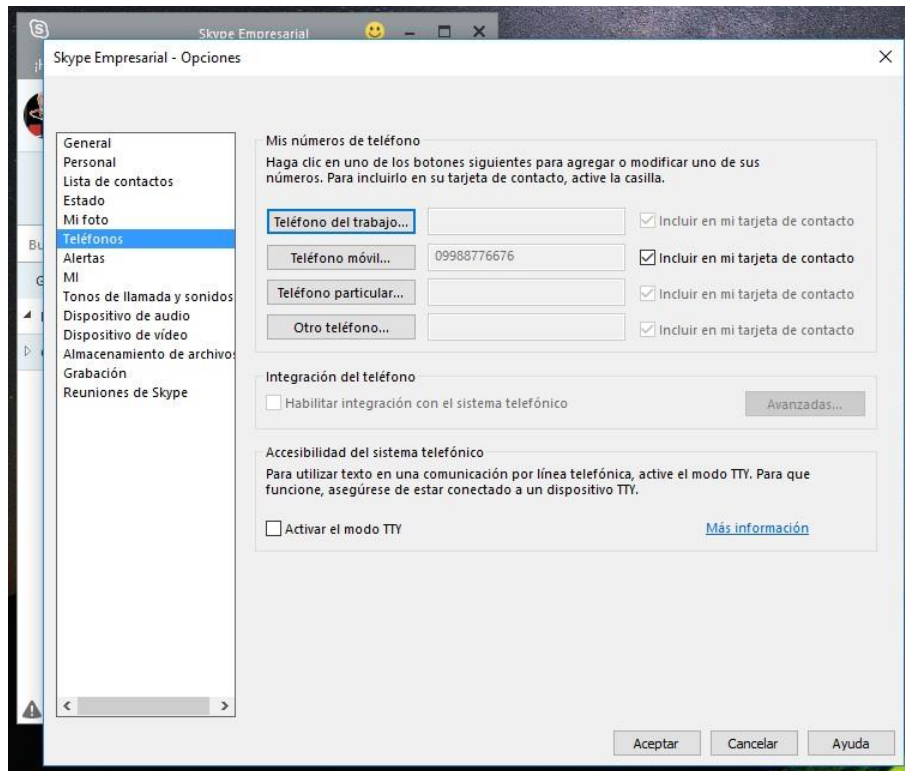 Skype Empresarial
Skype Empresarial - Opciones
General
Personal
Lista de contactos
Estado
Mi foto
Teléfonos
Alertas
MI
Tonos de llamada y sonidos
Dispositivo de audio
Dispositivo de vídeo
Almacenamiento de archivos
Grabación
Reuniones de Skype
Mis números de teléfono
Haga clic en uno de los botones siguientes para agregar o modificar uno de sus
números. Para incluirlo en su tarjeta de contacto, active la casilla.
Teléfono del trabajo... Incluir en mi tarjeta de contacto
Teléfono móvil... 09988776676 Incluir en mi tarjeta de contacto
Teléfono particular... Incluir en mi tarjeta de contacto
Otro teléfono... Incluir en mi tarjeta de contacto
Integración del teléfono
Habilitar integración con el sistema telefónico Avanzadas...
Accesibilidad del sistema telefónico
Para utilizar texto en una comunicación por línea telefónica, active el modo TTY. Para que
funcione, asegúrese de estar conectado a un dispositivo TTY.
Activar el modo TTY Más información
Aceptar Cancelar Ayuda